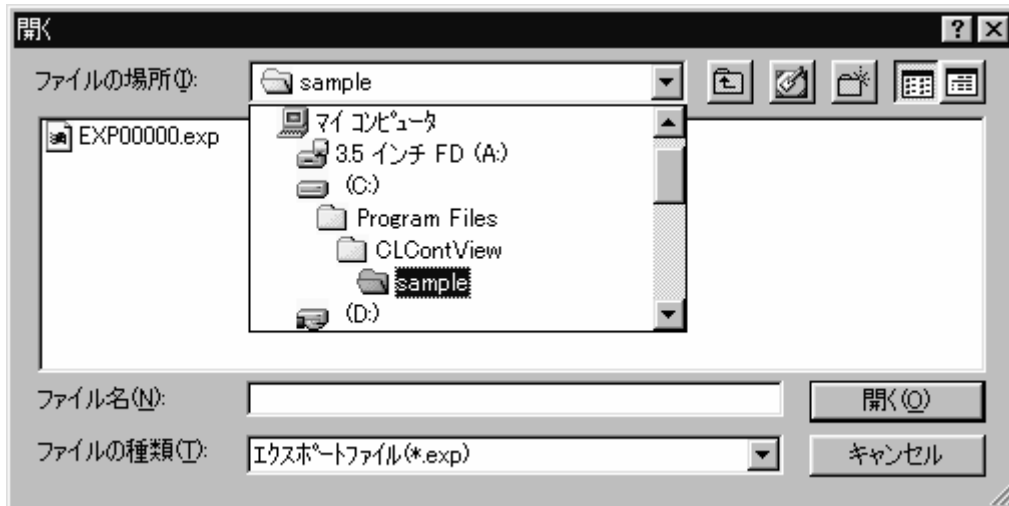 開く
ファイルの場所(I):
sample
EXP00000.exp
マイ コンピュータ
3.5 インチ FD (A:)
(C:)
Program Files
CLContView
sample
(D:)
ファイル名(N):
開く(O)
ファイルの種類(T):
エクスポートファイル(*.exp)
キャンセル